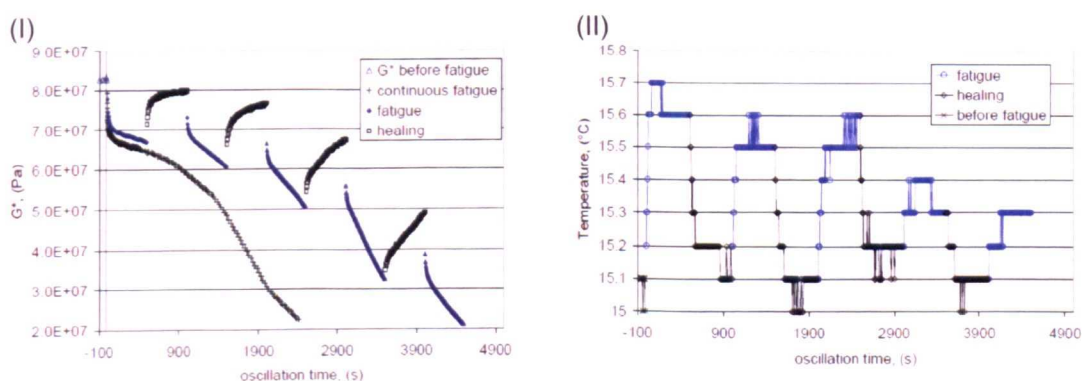 (I)
9.0E+07
8.0E+07
7.0E+07
6.0E+07
5.0E+07
4.0E+07
3.0E+07
2.0E+07
G*, (Pa)
G* before fatigue
continuous fatigue
fatigue
healing
-100 900 1900 2900 3900 4900
oscillation time, (s)
(II)
15.8
15.7
15.6
15.5
15.4
15.3
15.2
15.1
15
Temperature, (°C)
fatigue
healing
before fatigue
-100 900 1900 2900 3900 4900
oscillation time, (s)